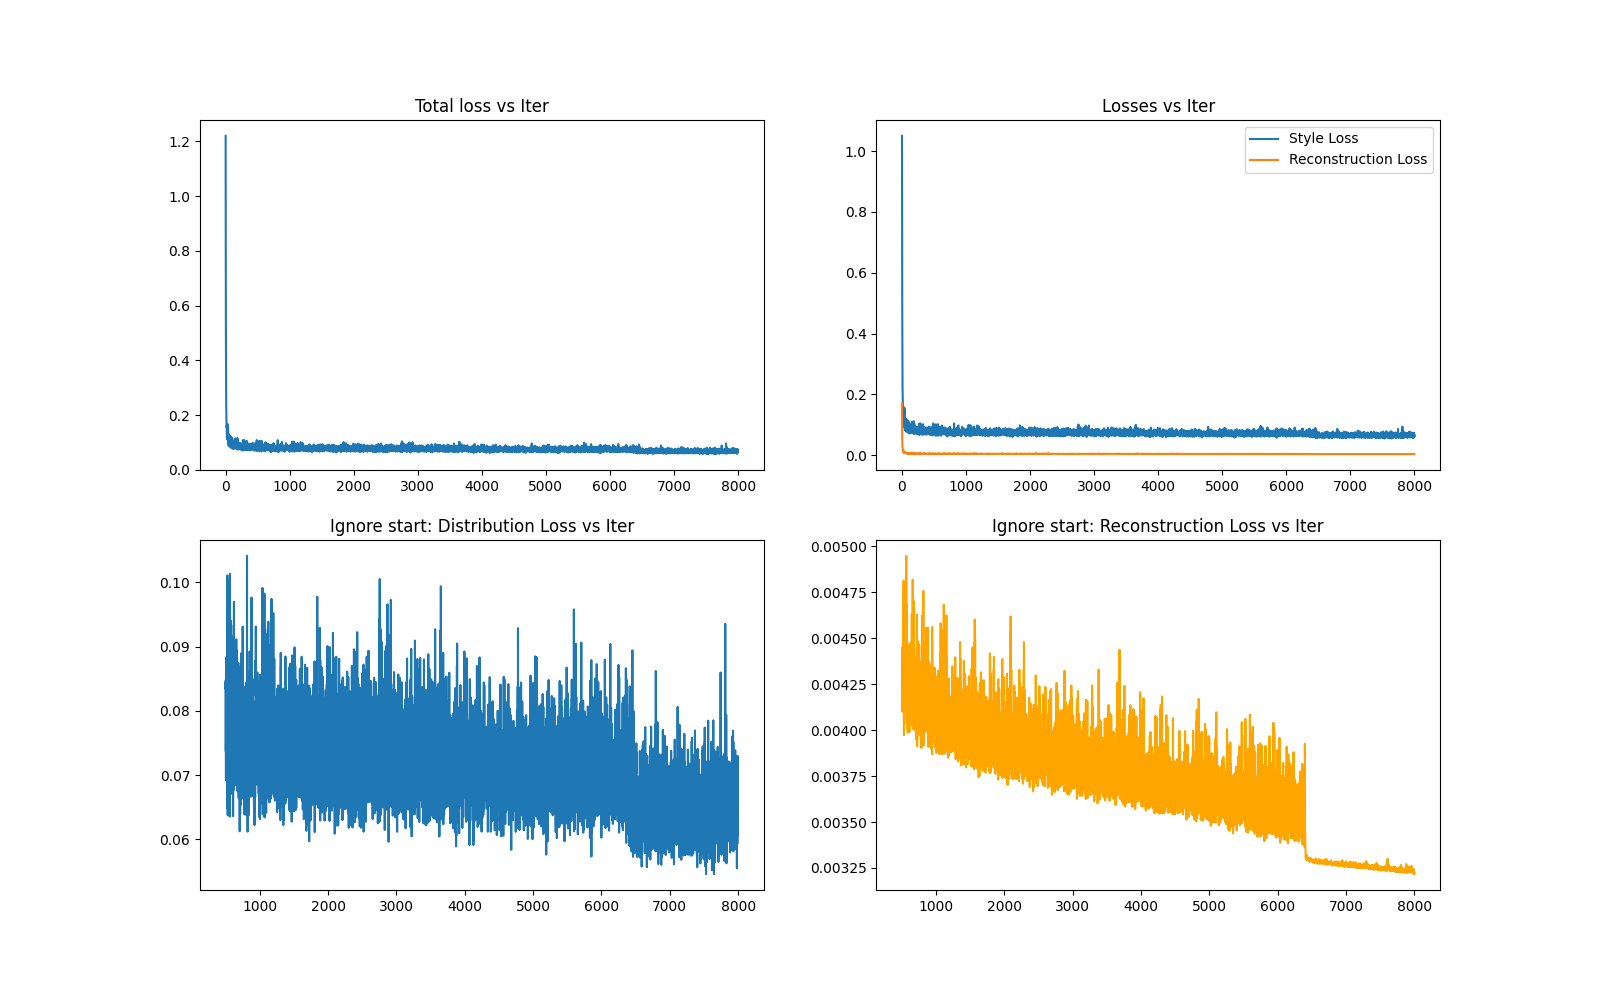 Total loss vs Iter
1.2
1.0
0.8
0.6
0.4
0.2
0.0
0 1000 2000 3000 4000 5000 6000 7000 8000
Losses vs Iter
Style Loss
Reconstruction Loss
1.0
0.8
0.6
0.4
0.2
0.0
0 1000 2000 3000 4000 5000 6000 7000 8000
Ignore start: Distribution Loss vs Iter
0.10
0.09
0.08
0.07
0.06
1000 2000 3000 4000 5000 6000 7000 8000
Ignore start: Reconstruction Loss vs Iter
0.00500
0.00475
0.00450
0.00425
0.00400
0.00375
0.00350
0.00325
1000 2000 3000 4000 5000 6000 7000 8000